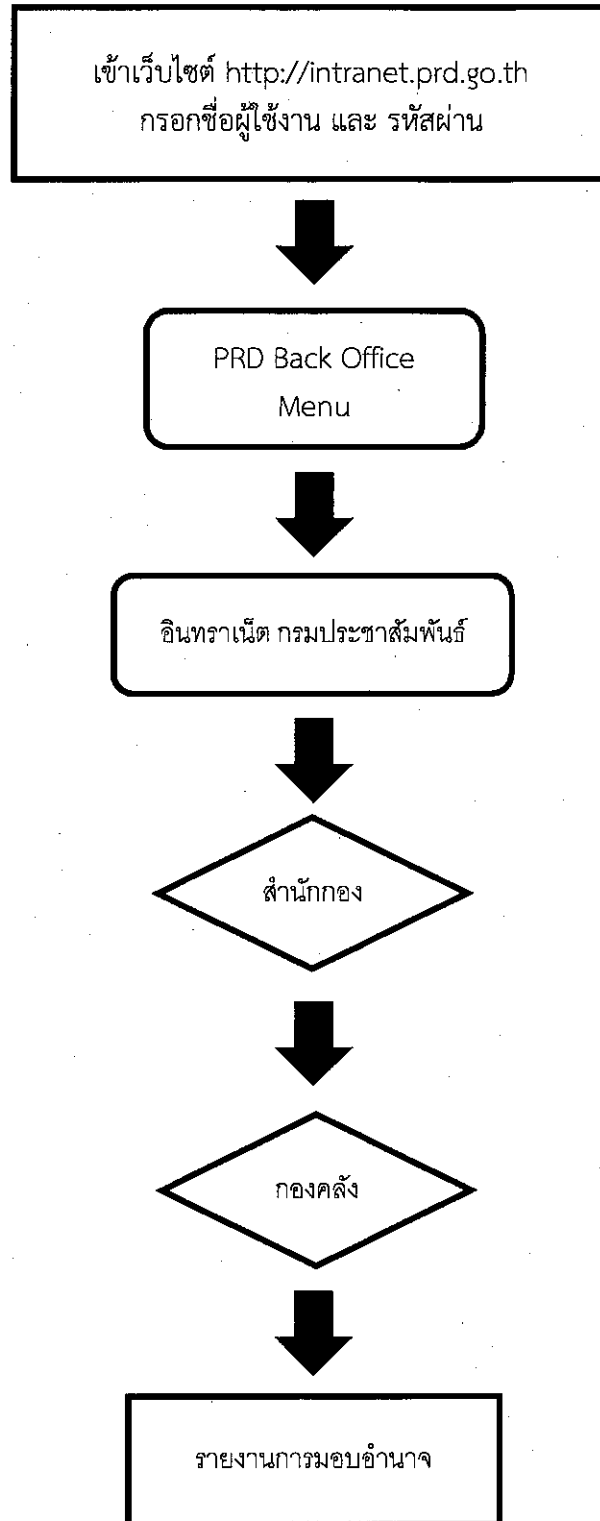 เข้าเว็บไซต์ http://intranet.prd.go.th
กรอกชื่อผู้ใช้งาน และ รหัสผ่าน
PRD Back Office
Menu
อินทราเน็ต กรมประชาสัมพันธ์
สำนักกอง
กองคลัง
รายงานการมอบอำนาจ